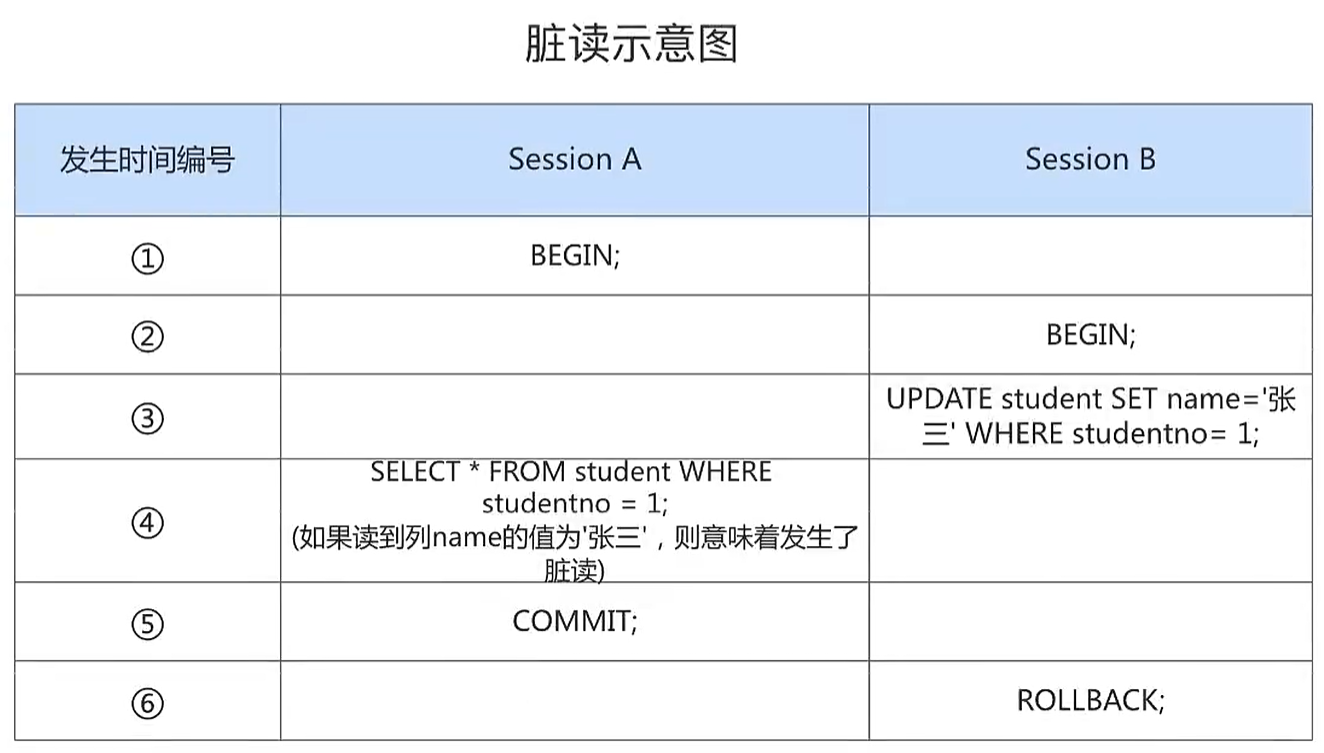 脏读示意图
发生时间编号 Session A Session B
① BEGIN;
② BEGIN;
③ UPDATE student SET name='张
三' WHERE studentno= 1;
④ SELECT * FROM student WHERE
studentno = 1;
(如果读到列name的值为'张三'，则意味着发生了
脏读)
⑤ COMMIT;
⑥ ROLLBACK;